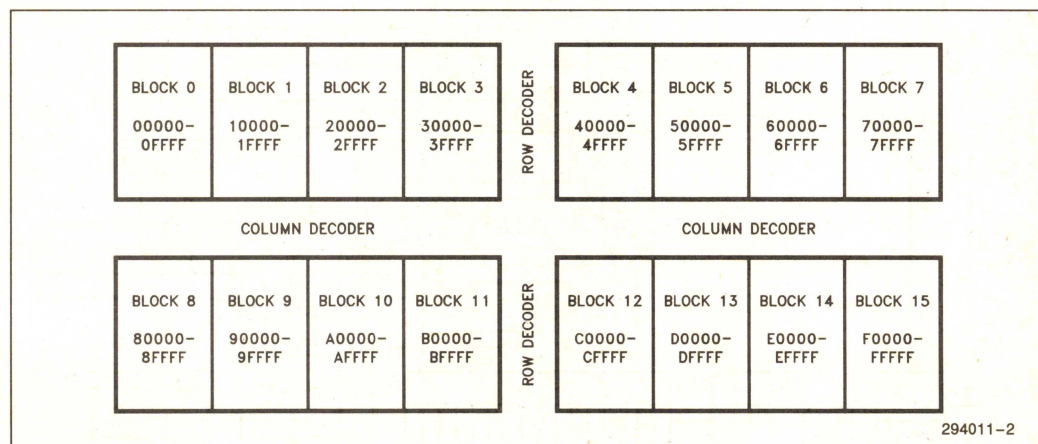 BLOCK 0
00000-
0FFFF
BLOCK 1
10000-
1FFFF
BLOCK 2
20000-
2FFFF
BLOCK 3
30000-
3FFFF
ROW DECODER
BLOCK 4
40000-
4FFFF
BLOCK 5
50000-
5FFFF
BLOCK 6
60000-
6FFFF
BLOCK 7
70000-
7FFFF
COLUMN DECODER
COLUMN DECODER
BLOCK 8
80000-
8FFFF
BLOCK 9
90000-
9FFFF
BLOCK 10
A0000-
AFFFF
BLOCK 11
B0000-
BFFFF
ROW DECODER
BLOCK 12
C0000-
CFFFF
BLOCK 13
D0000-
DFFFF
BLOCK 14
E0000-
EFFFF
BLOCK 15
F0000-
FFFFF
294011-2